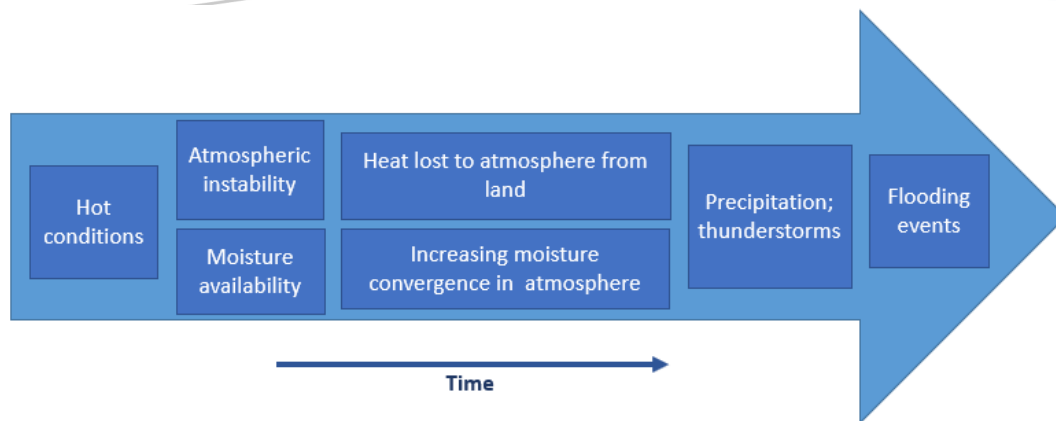 Hot
conditions
Atmospheric
instability
Moisture
availability
Heat lost to atmosphere from
land
Increasing moisture
convergence in atmosphere
Precipitation;
thunderstorms
Flooding
events
Time